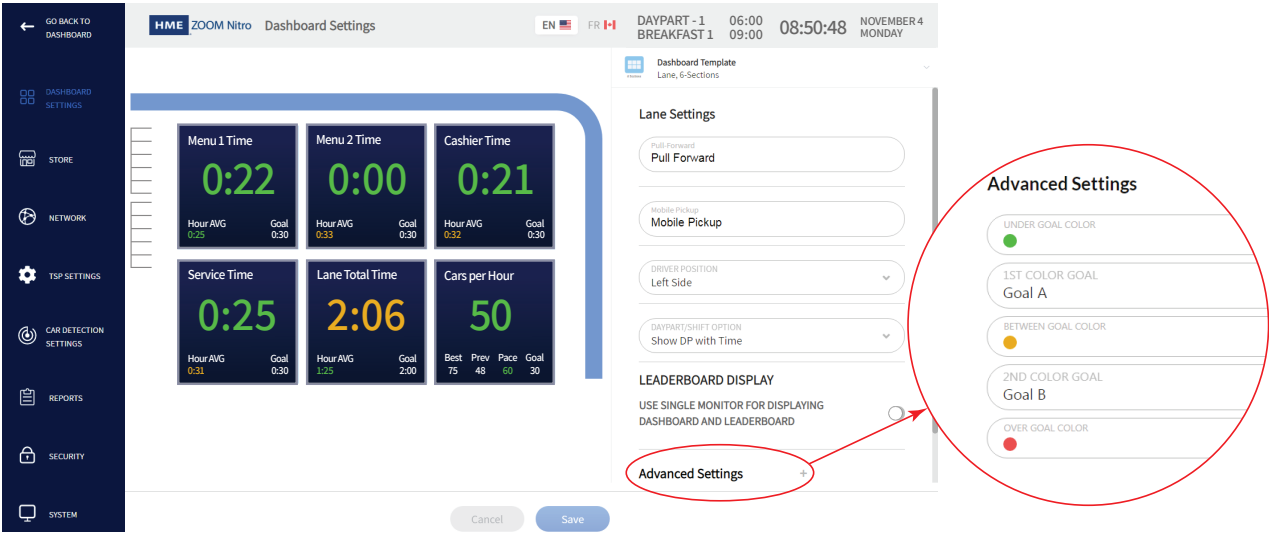 GO BACK TO
DASHBOARD
HME ZOOM Nitro Dashboard Settings
EN FR
DAYPART - 1 06:00
BREAKFAST 1 09:00
08:50:48
NOVEMBER 4
MONDAY
DASHBOARD
SETTINGS
STORE
NETWORK
TSP SETTINGS
CAR DETECTION
SETTINGS
REPORTS
SECURITY
SYSTEM
Menu 1 Time
0:22
Hour AVG Goal
0:25 0:30
Menu 2 Time
0:00
Hour AVG Goal
0:33 0:30
Cashier Time
0:21
Hour AVG Goal
0:32 0:30
Service Time
0:25
Hour AVG Goal
0:31 0:30
Lane Total Time
2:06
Hour AVG Goal
1:25 2:00
Cars per Hour
50
Best Prev Pace Goal
75 48 60 30
Cancel Save
Dashboard Template
Lane, 6-Sections
Lane Settings
Pull-Forward
Pull Forward
Mobile Pickup
Mobile Pickup
DRIVER POSITION
Left Side
DAYPART/SHIFT OPTION
Show DP with Time
LEADERBOARD DISPLAY
USE SINGLE MONITOR FOR DISPLAYING
DASHBOARD AND LEADERBOARD
Advanced Settings +
Advanced Settings
UNDER GOAL COLOR
1ST COLOR GOAL
Goal A
BETWEEN GOAL COLOR
2ND COLOR GOAL
Goal B
OVER GOAL COLOR